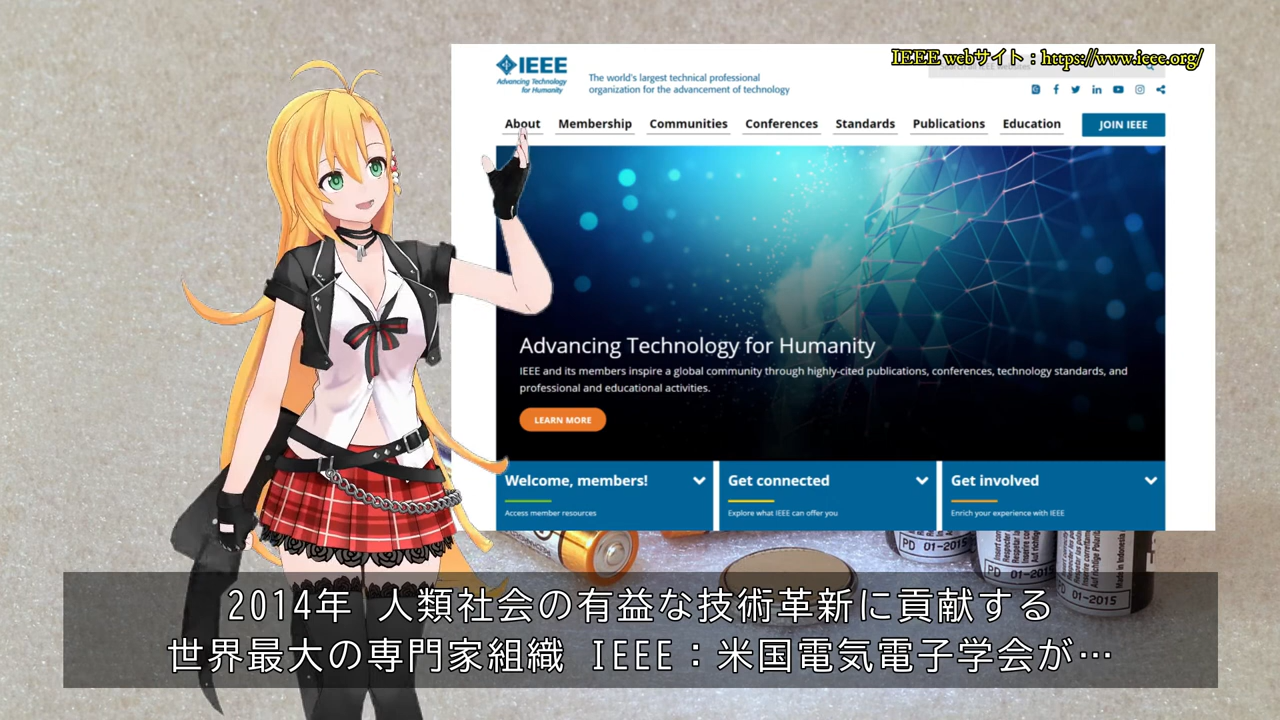 IEEE webサイト：https://www.ieee.org/
IEEE
Advancing Technology
for Humanity
The world's largest technical professional
organization for the advancement of technology
About Membership Communities Conferences Standards Publications Education JOIN IEEE
Advancing Technology for Humanity
IEEE and its members inspire a global community through highly-cited publications, conferences, technology standards, and
professional and educational activities.
LEARN MORE
Welcome, members!
Access member resources
Get connected
Explore what IEEE can offer you
Get involved
Enrich your experience with IEEE
PD 01-2015
PD 01-2015
01-2015
Made in Indonesia
2014年 人類社会の有益な技術革新に貢献する
世界最大の専門家組織 IEEE：米国電気電子学会が…